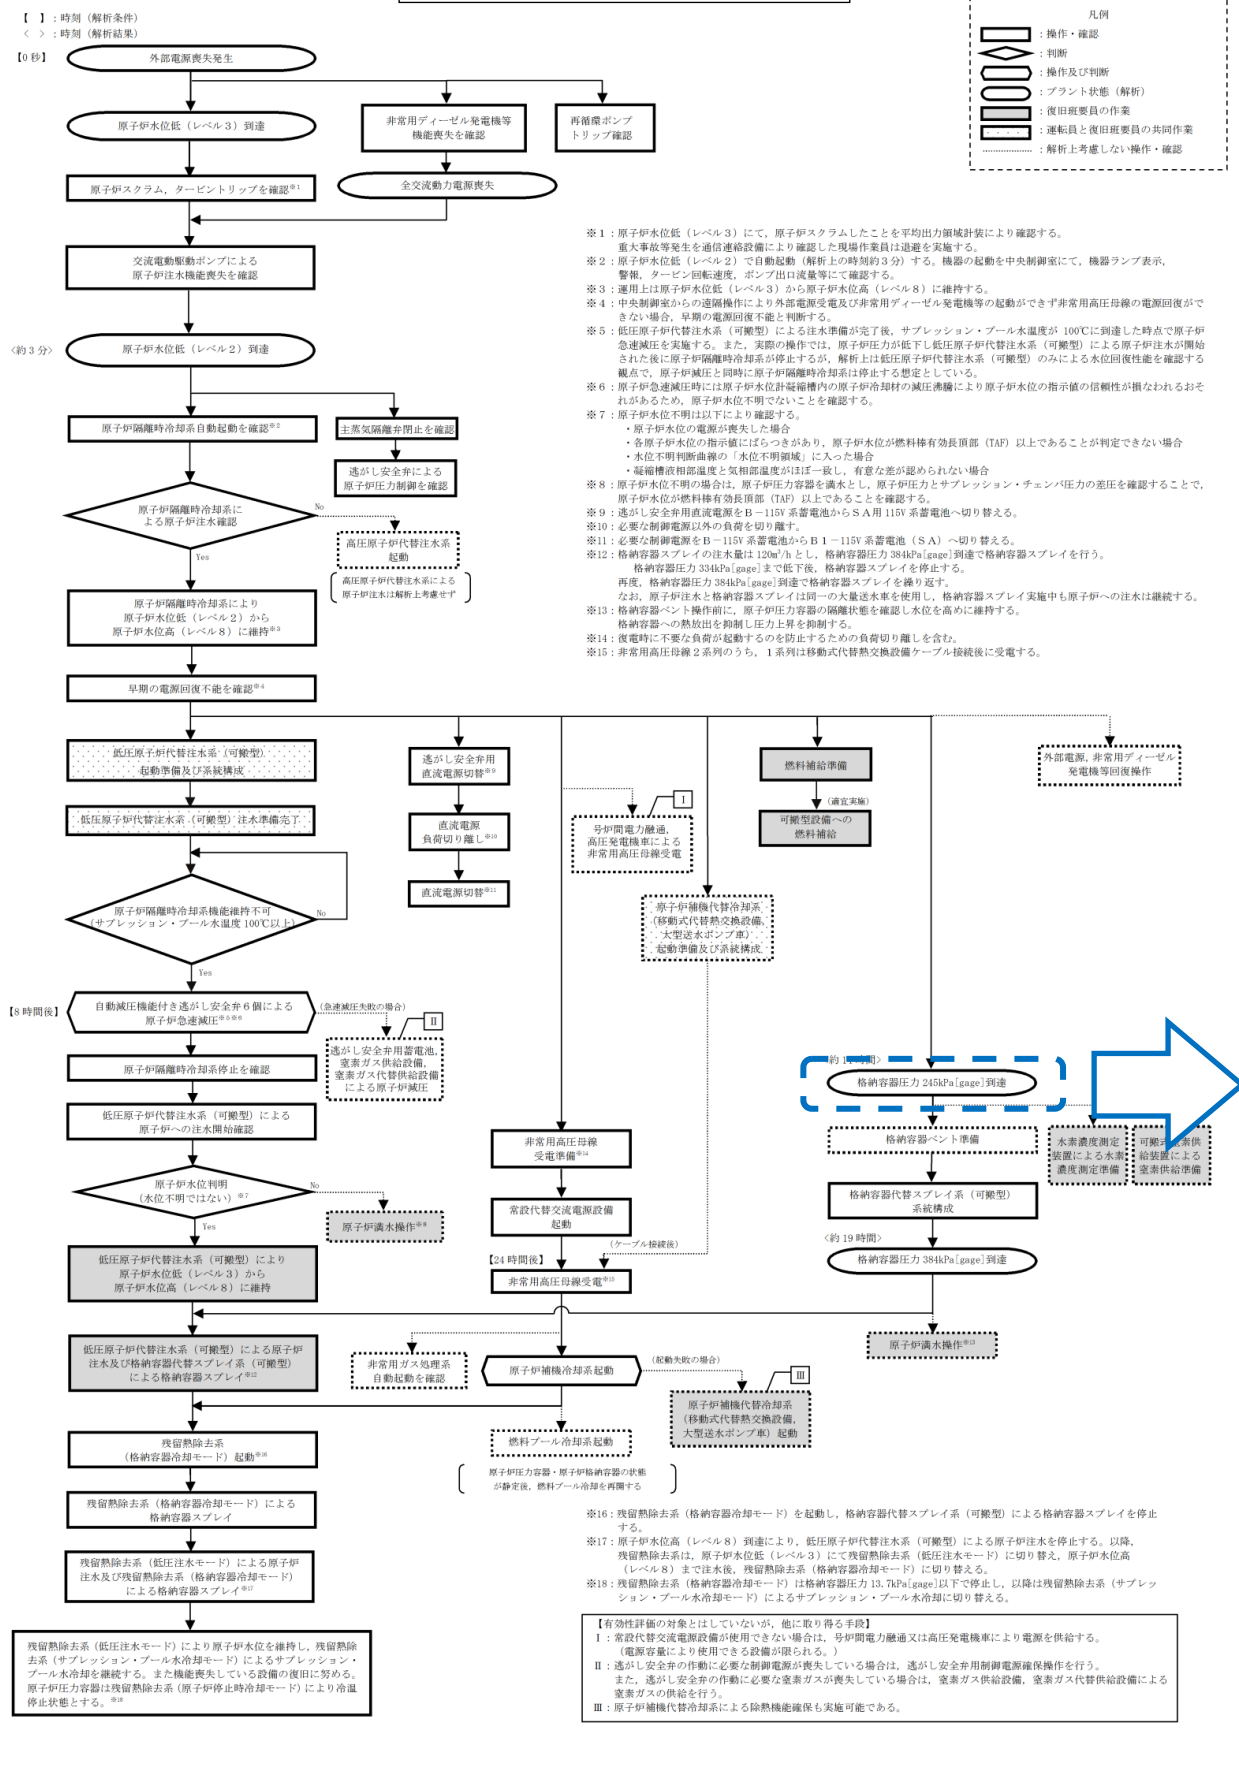 【　】：時刻（解析条件）
＜　＞：時刻（解析結果）
【0 秒】
外部電源喪失発生
原子炉水位低（レベル３）到達
非常用ディーゼル発電機等
機能喪失を確認
再循環ポンプ
トリップ確認
原子炉スクラム，タービントリップを確認※1
全交流動力電源喪失
交流電動駆動ポンプによる
原子炉注水機能喪失を確認
＜約３分＞
原子炉水位低（レベル２）到達
原子炉隔離時冷却系自動起動を確認※2
主蒸気隔離弁閉止を確認
逃がし安全弁による
原子炉圧力制御を確認
原子炉隔離時冷却系に
よる原子炉注水確認
No
Yes
高圧原子炉代替注水系
起動
高圧原子炉代替注水系による
原子炉注水は解析上考慮せず
原子炉隔離時冷却系により
原子炉水位低（レベル２）から
原子炉水位高（レベル８）に維持※3
早期の電源回復不能を確認※4
凡例
：操作・確認
：判断
：操作及び判断
：プラント状態（解析）
：復旧班要員の作業
：運転員と復旧班要員の共同作業
：解析上考慮しない操作・確認
※１：原子炉水位低（レベル３）にて，原子炉スクラムしたことを平均出力領域計装により確認する。
重大事故等発生を通信連絡設備により確認した現場作業員は退避を実施する。
※２：原子炉水位低（レベル２）で自動起動（解析上の時刻約３分）する。機器の起動を中央制御室にて，機器ランプ表示，
警報，タービン回転速度，ポンプ出口流量等にて確認する。
※３：運用上は原子炉水位低（レベル３）から原子炉水位高（レベル８）に維持する。
※４：中央制御室からの遠隔操作により外部電源受電及び非常用ディーゼル発電機等の起動ができず非常用高圧母線の電源回復がで
きない場合，早期の電源回復不能と判断する。
※５：低圧原子炉代替注水系（可搬型）による注水準備が完了後，サプレッション・プール水温度が 100℃に到達した時点で原子炉
急速減圧を実施する。また，実際の操作では，原子炉圧力が低下し低圧原子炉代替注水系（可搬型）による原子炉注水が開始
された後に原子炉隔離時冷却系が停止するが，解析上は低圧原子炉代替注水系（可搬型）のみによる水位回復性能を確認する
観点で，原子炉減圧と同時に原子炉隔離時冷却系は停止する想定としている。
※６：原子炉急速減圧時には原子炉水位計凝縮槽内の原子炉冷却材の減圧沸騰により原子炉水位の指示値の信頼性が損なわれるおそ
れがあるため，原子炉水位不明でないことを確認する。
※７：原子炉水位不明は以下により確認する。
・原子炉水位の電源が喪失した場合
・各原子炉水位の指示値にばらつきがあり，原子炉水位が燃料棒有効長頂部（TAF）以上であることが判定できない場合
・水位不明判断曲線の「水位不明領域」に入った場合
・凝縮槽液相部温度と気相部温度がほぼ一致し，有意な差が認められない場合
※８：原子炉水位不明の場合は，原子炉圧力容器を満水とし，原子炉圧力とサプレッション・チェンバ圧力の差圧を確認することで，
原子炉水位が燃料棒有効長頂部（TAF）以上であることを確認する。
※９：逃がし安全弁用直流電源をＢ－115V 系蓄電池からＳＡ用 115V 系蓄電池へ切り替える。
※10：必要な制御電源以外の負荷を切り離す。
※11：必要な制御電源をＢ－115V 系蓄電池からＢ１－115V 系蓄電池（ＳＡ）へ切り替える。
※12：格納容器スプレイの注水量は 120m³/h とし，格納容器圧力 384kPa[gage]到達で格納容器スプレイを行う。
格納容器圧力 334kPa[gage]まで低下後，格納容器スプレイを停止する。
再度，格納容器圧力 384kPa[gage]到達で格納容器スプレイを繰り返す。
なお，原子炉注水と格納容器スプレイは同一の大量送水車を使用し，格納容器スプレイ実施中も原子炉への注水は継続する。
※13：格納容器ベント操作前に，原子炉圧力容器の隔離状態を確認し水位を高めに維持する。
格納容器への熱放出を抑制し圧力上昇を抑制する。
※14：復電時に不要な負荷が起動するのを防止するための負荷切り離しを含む。
※15：非常用高圧母線２系列のうち，１系列は移動式代替熱交換設備ケーブル接続後に受電する。
低圧原子炉代替注水系（可搬型）
起動準備及び系統構成
低圧原子炉代替注水系（可搬型）注水準備完了
原子炉隔離時冷却系機能維持不可
（サプレッション・プール水温度 100℃以上）
No
Yes
逃がし安全弁用
直流電源切替※9
直流電源
負荷切り離し※10
直流電源切替※11
Ⅰ
号炉間電力融通，
高圧発電機車による
非常用高圧母線受電
原子炉補機代替冷却系
（移動式代替熱交換設備，
大型送水ポンプ車）
起動準備及び系統構成
燃料補給準備
（適宜実施）
可搬型設備への
燃料補給
外部電源，非常用ディーゼル
発電機等回復操作
【8 時間後】
自動減圧機能付き逃がし安全弁６個による
原子炉急速減圧※5※6
（急速減圧失敗の場合）
Ⅱ
逃がし安全弁用蓄電池，
窒素ガス供給設備，
窒素ガス代替供給設備
による原子炉減圧
原子炉隔離時冷却系停止を確認
低圧原子炉代替注水系（可搬型）による
原子炉への注水開始確認
原子炉水位判明
（水位不明ではない）※7
No
Yes
原子炉満水操作※8
低圧原子炉代替注水系（可搬型）により
原子炉水位低（レベル３）から
原子炉水位高（レベル８）に維持
非常用高圧母線
受電準備※14
常設代替交流電源設備
起動
（ケーブル接続後）
【24 時間後】
非常用高圧母線受電※15
時間＞
格納容器圧力 245kPa[gage]到達
格納容器ベント準備
水素濃度測定
装置による水素
濃度測定準備
給装置による
窒素供給準備
格納容器代替スプレイ系（可搬型）
系統構成
＜約 19 時間＞
格納容器圧力 384kPa[gage]到達
原子炉満水操作※13
低圧原子炉代替注水系（可搬型）による原子炉
注水及び格納容器代替スプレイ系（可搬型）
による格納容器スプレイ※12
非常用ガス処理系
自動起動を確認
原子炉補機冷却系起動
（起動失敗の場合）
Ⅲ
原子炉補機代替冷却系
（移動式代替熱交換設備，
大型送水ポンプ車）起動
燃料プール冷却系起動
原子炉圧力容器・原子炉格納容器の状態
が静定後，燃料プール冷却を再開する
残留熱除去系
（格納容器冷却モード）起動※16
残留熱除去系（格納容器冷却モード）による
格納容器スプレイ
残留熱除去系（低圧注水モード）による原子炉
注水及び残留熱除去系（格納容器冷却モード）
による格納容器スプレイ※17
残留熱除去系（低圧注水モード）により原子炉水位を維持し，残留熱除
去系（サプレッション・プール水冷却モード）によるサプレッション・
プール水冷却を継続する。また機能喪失している設備の復旧に努める。
原子炉圧力容器は残留熱除去系（原子炉停止時冷却モード）により冷温
停止状態とする。※18
※16：残留熱除去系（格納容器冷却モード）を起動し，格納容器代替スプレイ系（可搬型）による格納容器スプレイを停止
する。
※17：原子炉水位高（レベル８）到達により，低圧原子炉代替注水系（可搬型）による原子炉注水を停止する。以降，
残留熱除去系は，原子炉水位低（レベル３）にて残留熱除去系（低圧注水モード）に切り替え，原子炉水位高
（レベル８）まで注水後，残留熱除去系（格納容器冷却モード）に切り替える。
※18：残留熱除去系（格納容器冷却モード）は格納容器圧力 13.7kPa[gage]以下で停止し，以降は残留熱除去系（サプレッ
ション・プール水冷却モード）によるサプレッション・プール水冷却に切り替える。
【有効性評価の対象とはしていないが，他に取り得る手段】
Ⅰ：常設代替交流電源設備が使用できない場合は，号炉間電力融通又は高圧発電機車により電源を供給する。
（電源容量により使用できる設備が限られる。）
Ⅱ：逃がし安全弁の作動に必要な制御電源が喪失している場合は，逃がし安全弁用制御電源確保操作を行う。
また，逃がし安全弁の作動に必要な窒素ガスが喪失している場合は，窒素ガス供給設備，窒素ガス代替供給設備による
窒素ガスの供給を行う。
Ⅲ：原子炉補機代替冷却系による除熱機能確保も実施可能である。